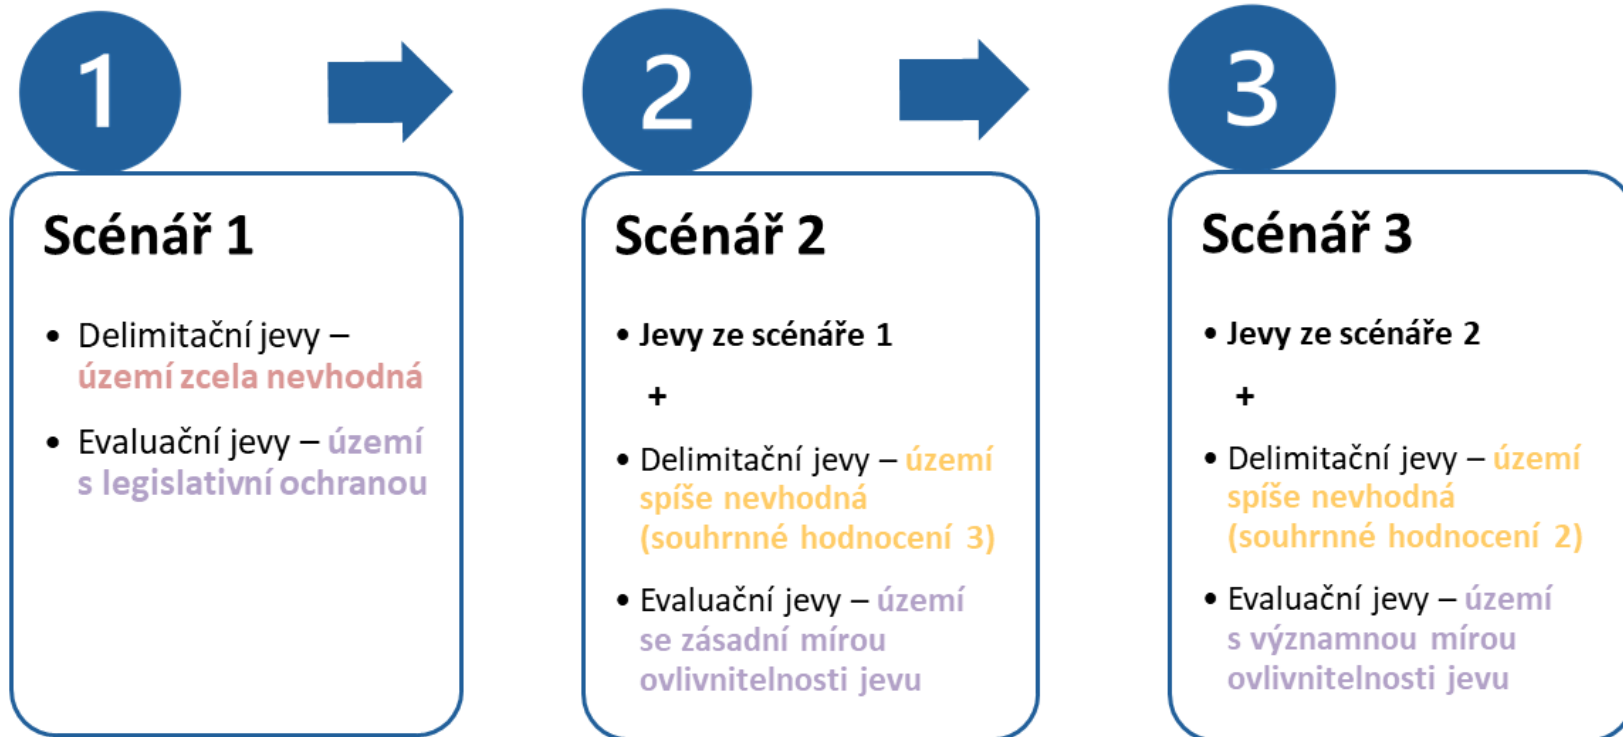 1
Scénář 1
• Delimitační jevy –
území zcela nevhodná
• Evaluační jevy – území
s legislativní ochranou
2
Scénář 2
• Jevy ze scénáře 1
+
• Delimitační jevy – území
spíše nevhodná
(souhrnné hodnocení 3)
• Evaluační jevy – území
se zásadní mírou
ovlivnitelnosti jevu
3
Scénář 3
• Jevy ze scénáře 2
+
• Delimitační jevy – území
spíše nevhodná
(souhrnné hodnocení 2)
• Evaluační jevy – území
s významnou mírou
ovlivnitelnosti jevu